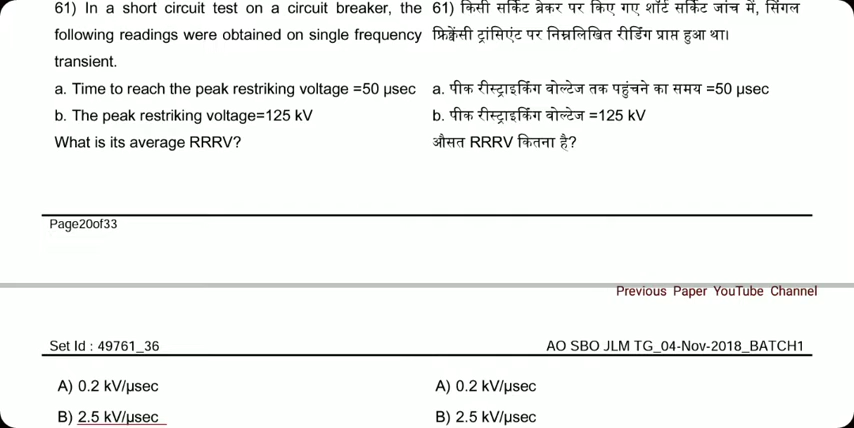 61) In a short circuit test on a circuit breaker, the
following readings were obtained on single frequency
transient.
a. Time to reach the peak restriking voltage =50 μsec
b. The peak restriking voltage=125 kV
What is its average RRRV?
61) किसी सर्किट ब्रेकर पर किए गए शॉर्ट सर्किट जांच में, सिंगल
फ्रिक्वेंसी ट्रांसिएंट पर निम्नलिखित रीडिंग प्राप्त हुआ था।
a. पीक रीस्ट्राइकिंग वोल्टेज तक पहुंचने का समय =50 μsec
b. पीक रीस्ट्राइकिंग वोल्टेज =125 kV
औसत RRRV कितना है?
Page20of33
Previous Paper YouTube Channel
Set Id : 49761_36
AO SBO JLM TG_04-Nov-2018_BATCH1
A) 0.2 kV/μsec
B) 2.5 kV/μsec
A) 0.2 kV/μsec
B) 2.5 kV/μsec